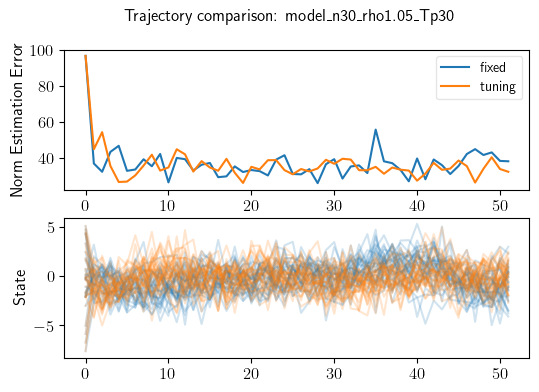 Trajectory comparison: model_n30_rho1.05_Tp30
Norm Estimation Error
100
80
60
40
fixed
tuning
0 10 20 30 40 50
State
5
0
−5
0 10 20 30 40 50